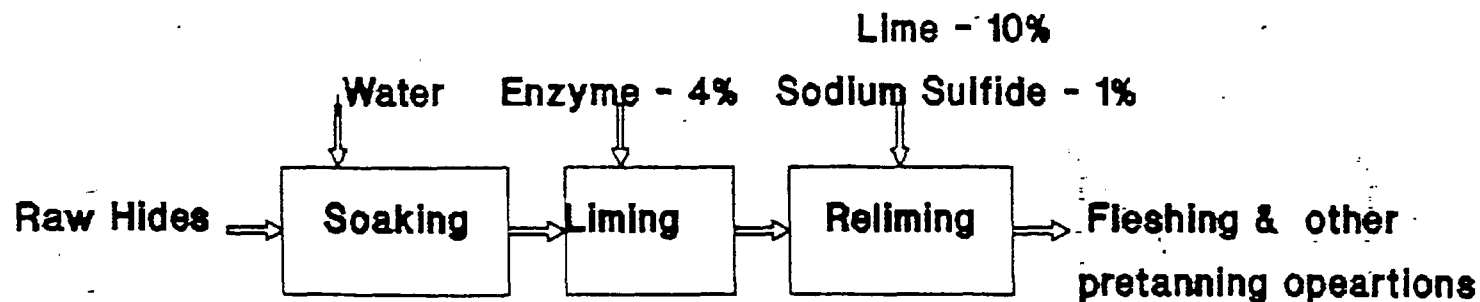 Lime - 10%
Water Enzyme - 4% Sodium Sulfide - 1%
Raw Hides Soaking Liming Reliming Fleshing & other
pretanning opeartions